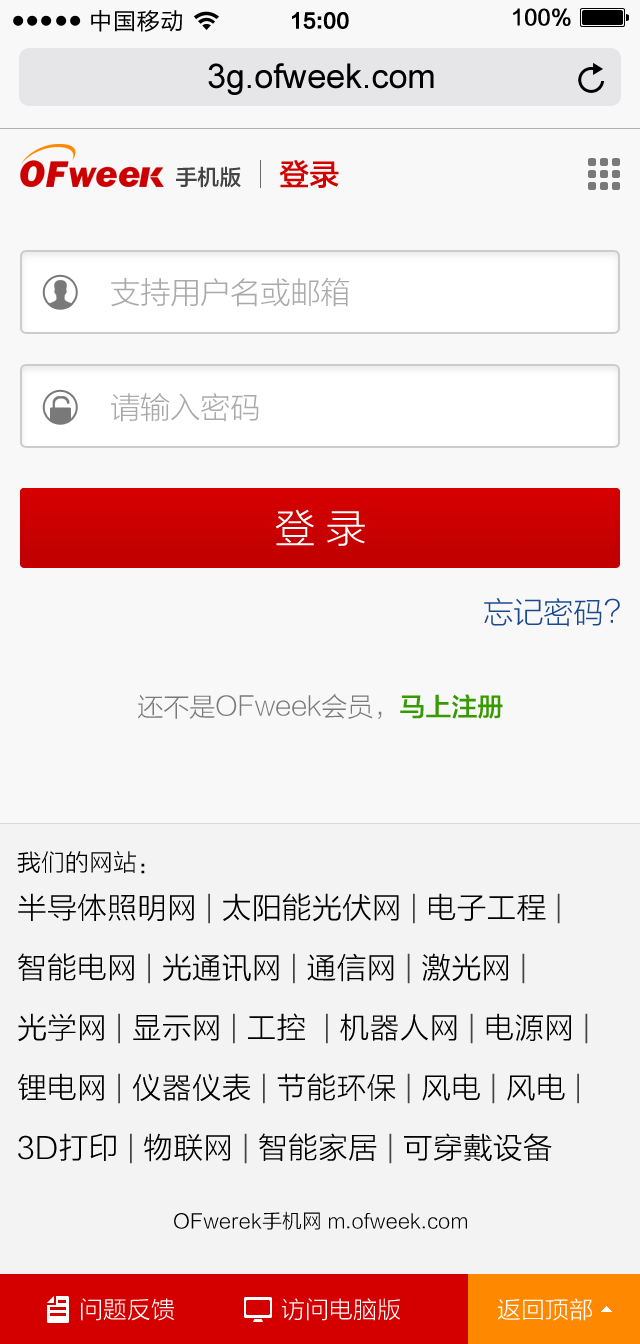 中国移动 15:00 100%
3g.ofweek.com
OFweek 手机版 | 登录
支持用户名或邮箱
请输入密码
登 录
忘记密码?
还不是OFweek会员，马上注册
我们的网站：
半导体照明网 | 太阳能光伏网 | 电子工程 |
智能电网 | 光通讯网 | 通信网 | 激光网 |
光学网 | 显示网 | 工控 | 机器人网 | 电源网 |
锂电网 | 仪器仪表 | 节能环保 | 风电 | 风电 |
3D打印 | 物联网 | 智能家居 | 可穿戴设备
OFwerek手机网 m.ofweek.com
问题反馈 访问电脑版 返回顶部